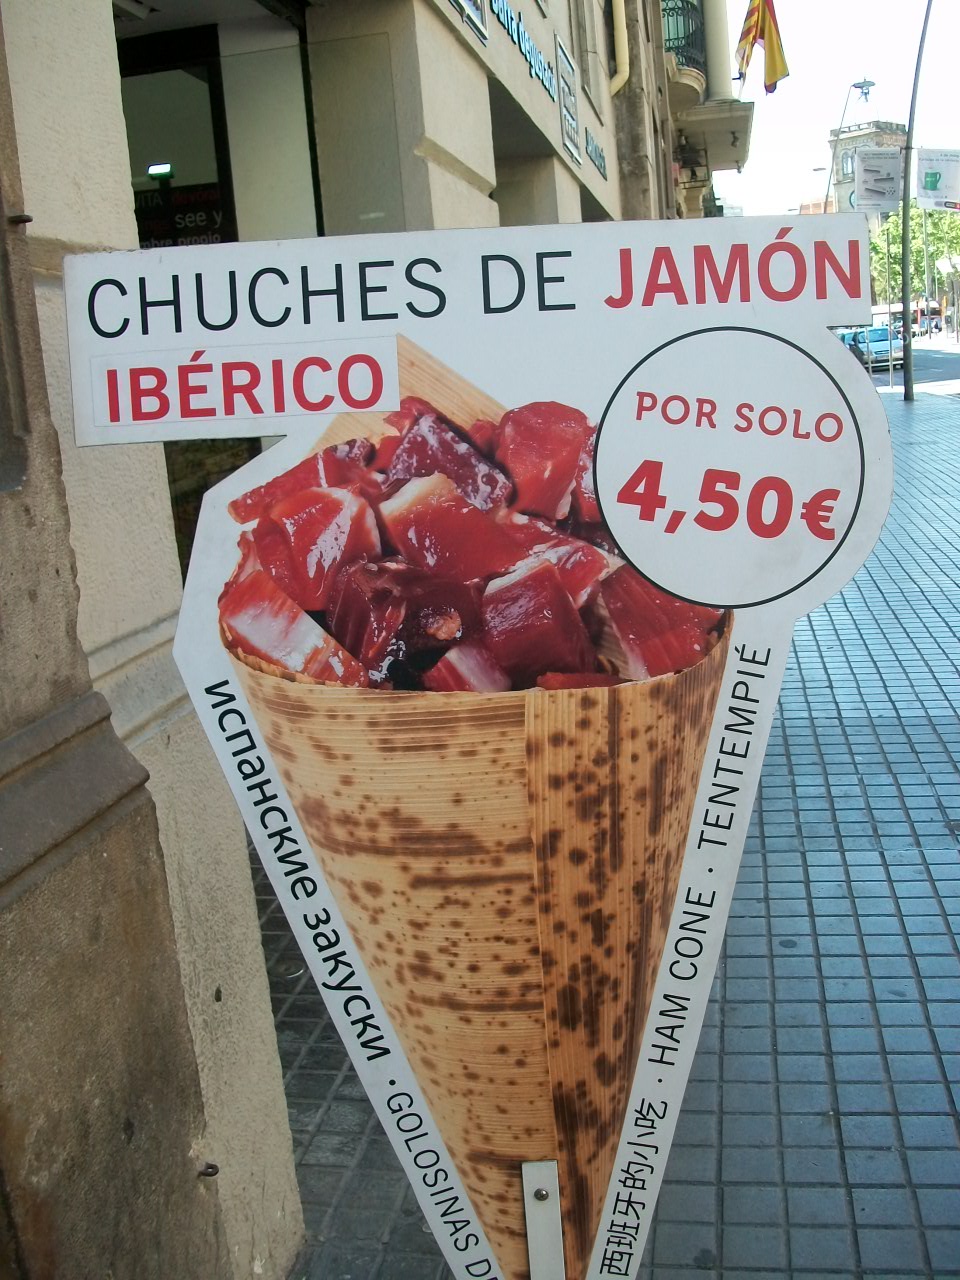 CHUCHES DE JAMÓN
IBÉRICO
POR SOLO
4,50€
испанские закуски · GOLOSINAS DE
西班牙的小吃 · HAM CONE · TENTEMPIÉ
see y